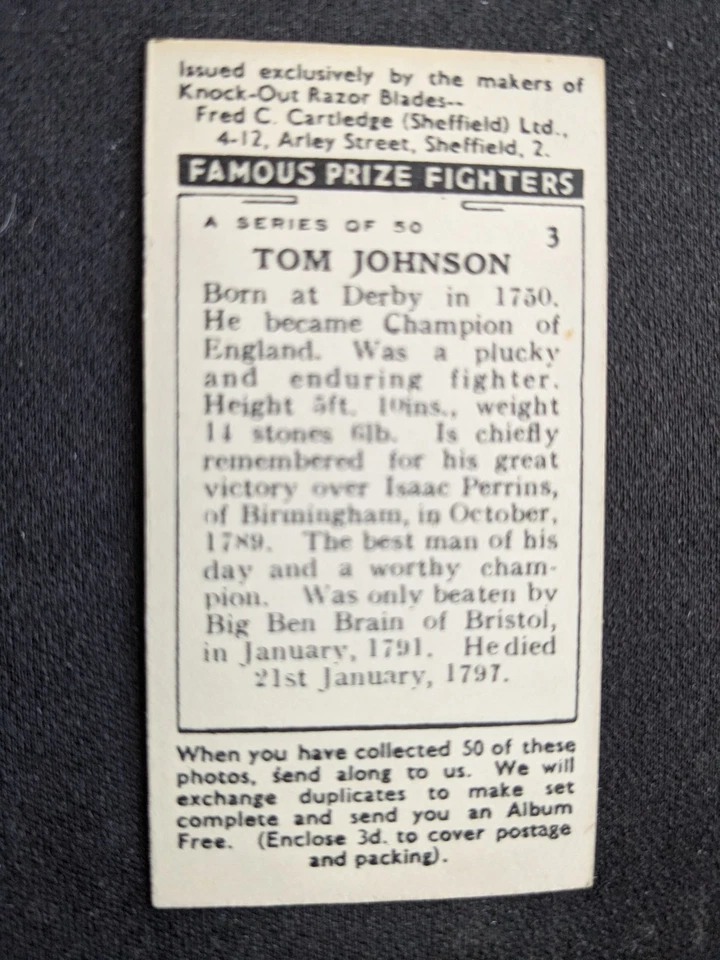 Issued exclusively by the makers of
Knock-Out Razor Blades--
Fred C. Cartledge (Sheffield) Ltd.,
4-12, Arley Street, Sheffield, 2.
FAMOUS PRIZE FIGHTERS
A SERIES OF 50
3
TOM JOHNSON
Born at Derby in 1750.
He became Champion of
England. Was a plucky
and enduring fighter.
Height 5ft. 10ins., weight
14 stones 6lb. Is chiefly
remembered for his great
victory over Isaac Perrins,
of Birmingham, in October,
1789. The best man of his
day and a worthy cham-
pion. Was only beaten by
Big Ben Brain of Bristol,
in January, 1791. He died
21st January, 1797.
When you have collected 50 of these
photos, send along to us. We will
exchange duplicates to make set
complete and send you an Album
Free. (Enclose 3d. to cover postage
and packing).